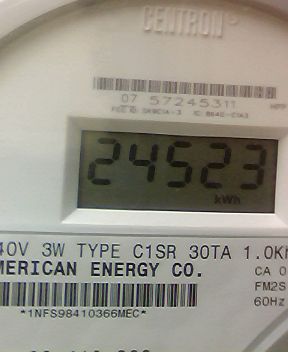 CENTRON
07 57245311
24523
kWh
40V 3W TYPE C1SR 30TA 1.0K
MERICAN ENERGY CO.
CA 0
FM2S
60Hz
*1NFS98410366MEC*